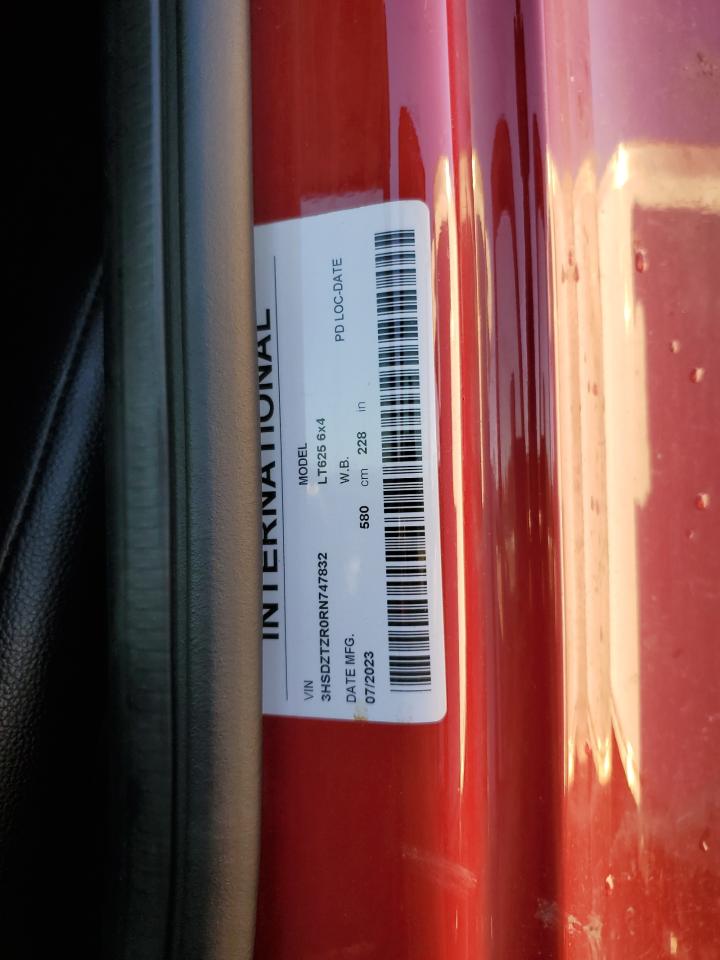 INTERNATIONAL
VIN MODEL
3HSDZTZR0RN747832 LT625 6x4
DATE MFG. W.B. PD LOC-DATE
07/2023 580 cm 228 in